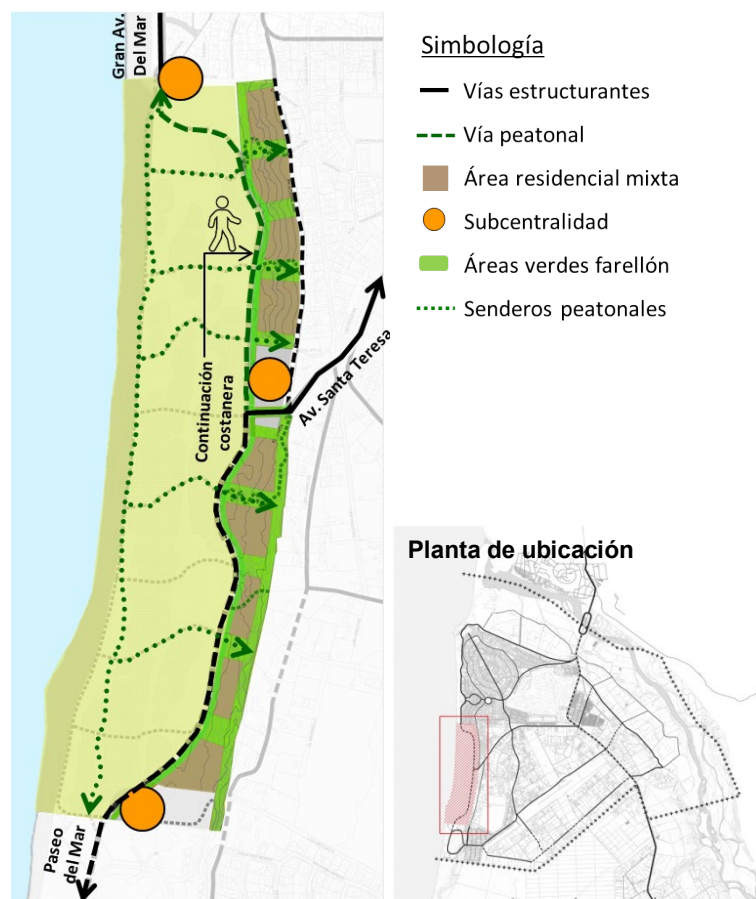 Gran Av.
Del Mar
Continuación
costanera
Av. Santa Teresa
Paseo
del Mar
Simbología
Vías estructurantes
Vía peatonal
Área residencial mixta
Subcentralidad
Áreas verdes farellón
Senderos peatonales
Planta de ubicación